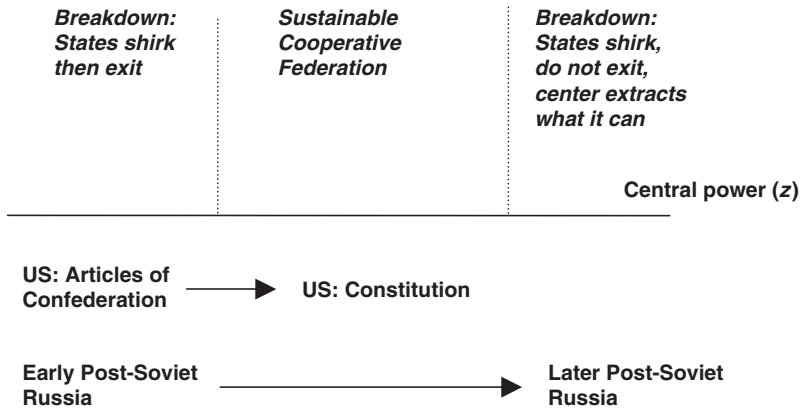 Breakdown:
States shirk
then exit
Sustainable
Cooperative
Federation
Breakdown:
States shirk,
do not exit,
center extracts
what it can
Central power (z)
US: Articles of
Confederation
US: Constitution
Early Post-Soviet
Russia
Later Post-Soviet
Russia